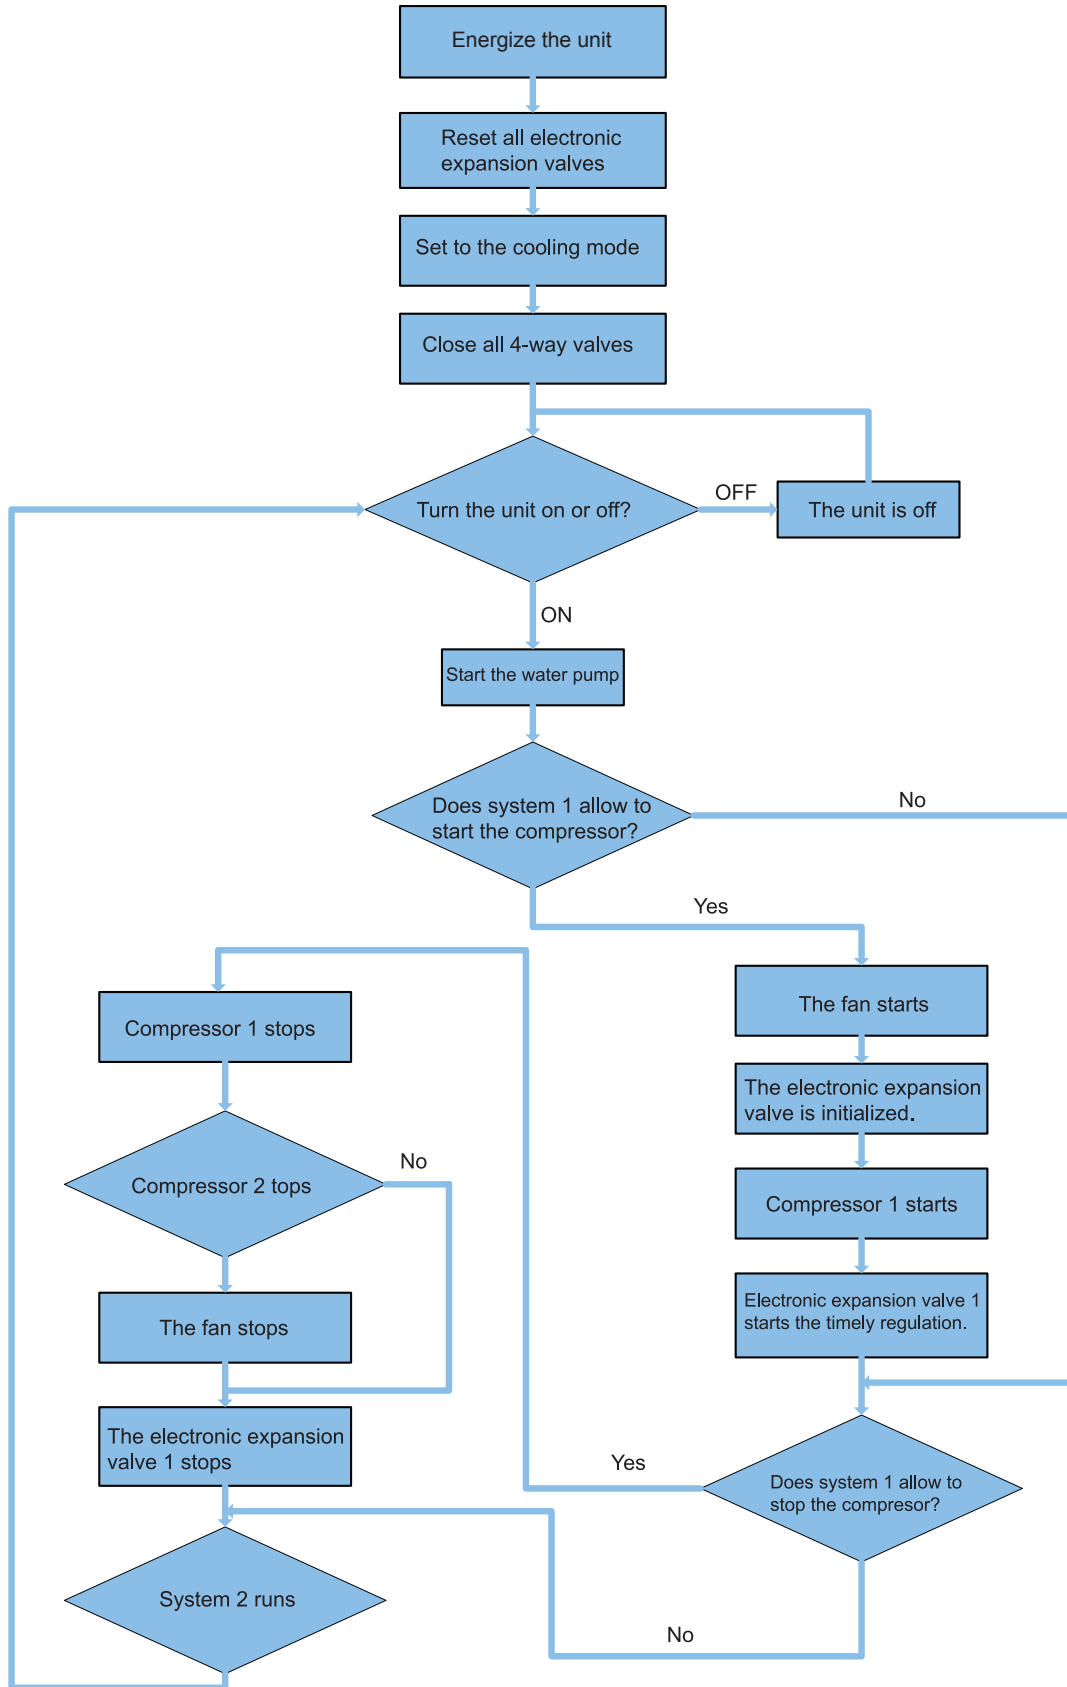 Energize the unit
Reset all electronic
expansion valves
Set to the cooling mode
Close all 4-way valves
Turn the unit on or off?
OFF
The unit is off
ON
Start the water pump
Does system 1 allow to
start the compressor?
No
Yes
The fan starts
Compressor 1 stops
The electronic expansion
valve is initialized.
No
Compressor 2 tops
Compressor 1 starts
Electronic expansion valve 1
starts the timely regulation.
The fan stops
The electronic expansion
valve 1 stops
Yes
Does system 1 allow to
stop the compresor?
System 2 runs
No